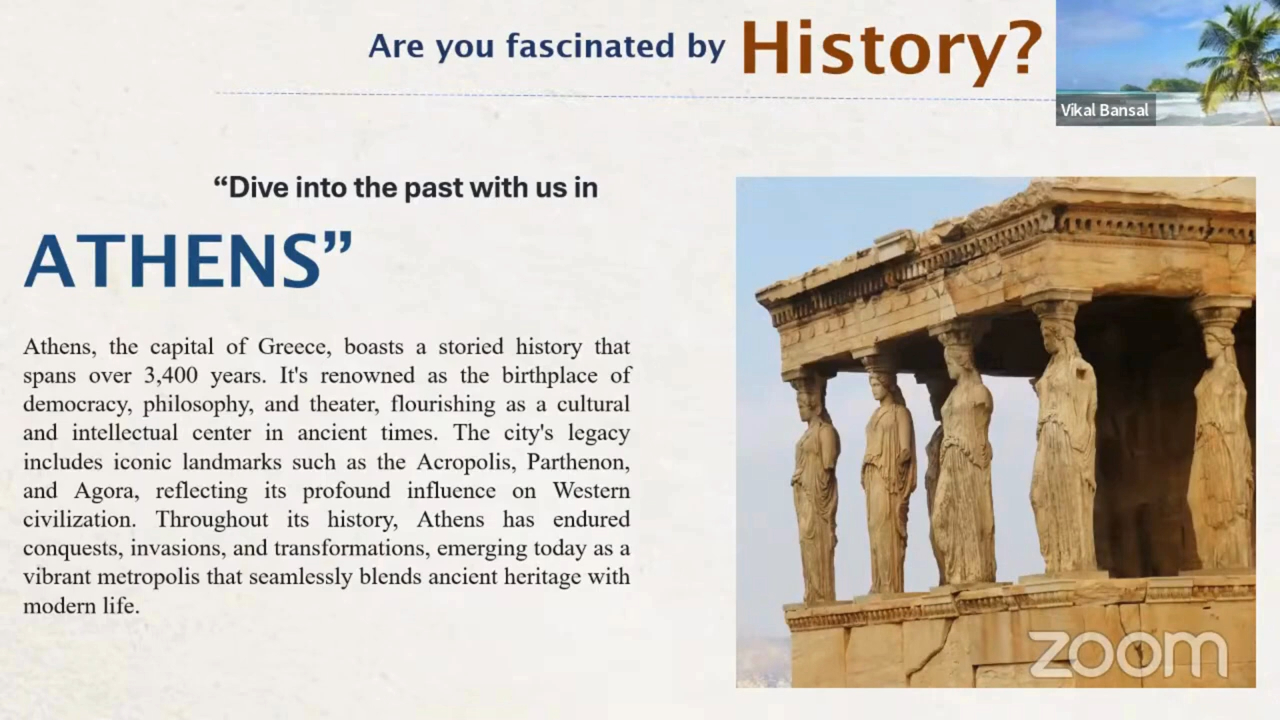 Are you fascinated by History?
Vikal Bansal
“Dive into the past with us in
ATHENS”
Athens, the capital of Greece, boasts a storied history that
spans over 3,400 years. It's renowned as the birthplace of
democracy, philosophy, and theater, flourishing as a cultural
and intellectual center in ancient times. The city's legacy
includes iconic landmarks such as the Acropolis, Parthenon,
and Agora, reflecting its profound influence on Western
civilization. Throughout its history, Athens has endured
conquests, invasions, and transformations, emerging today as a
vibrant metropolis that seamlessly blends ancient heritage with
modern life.
zoom